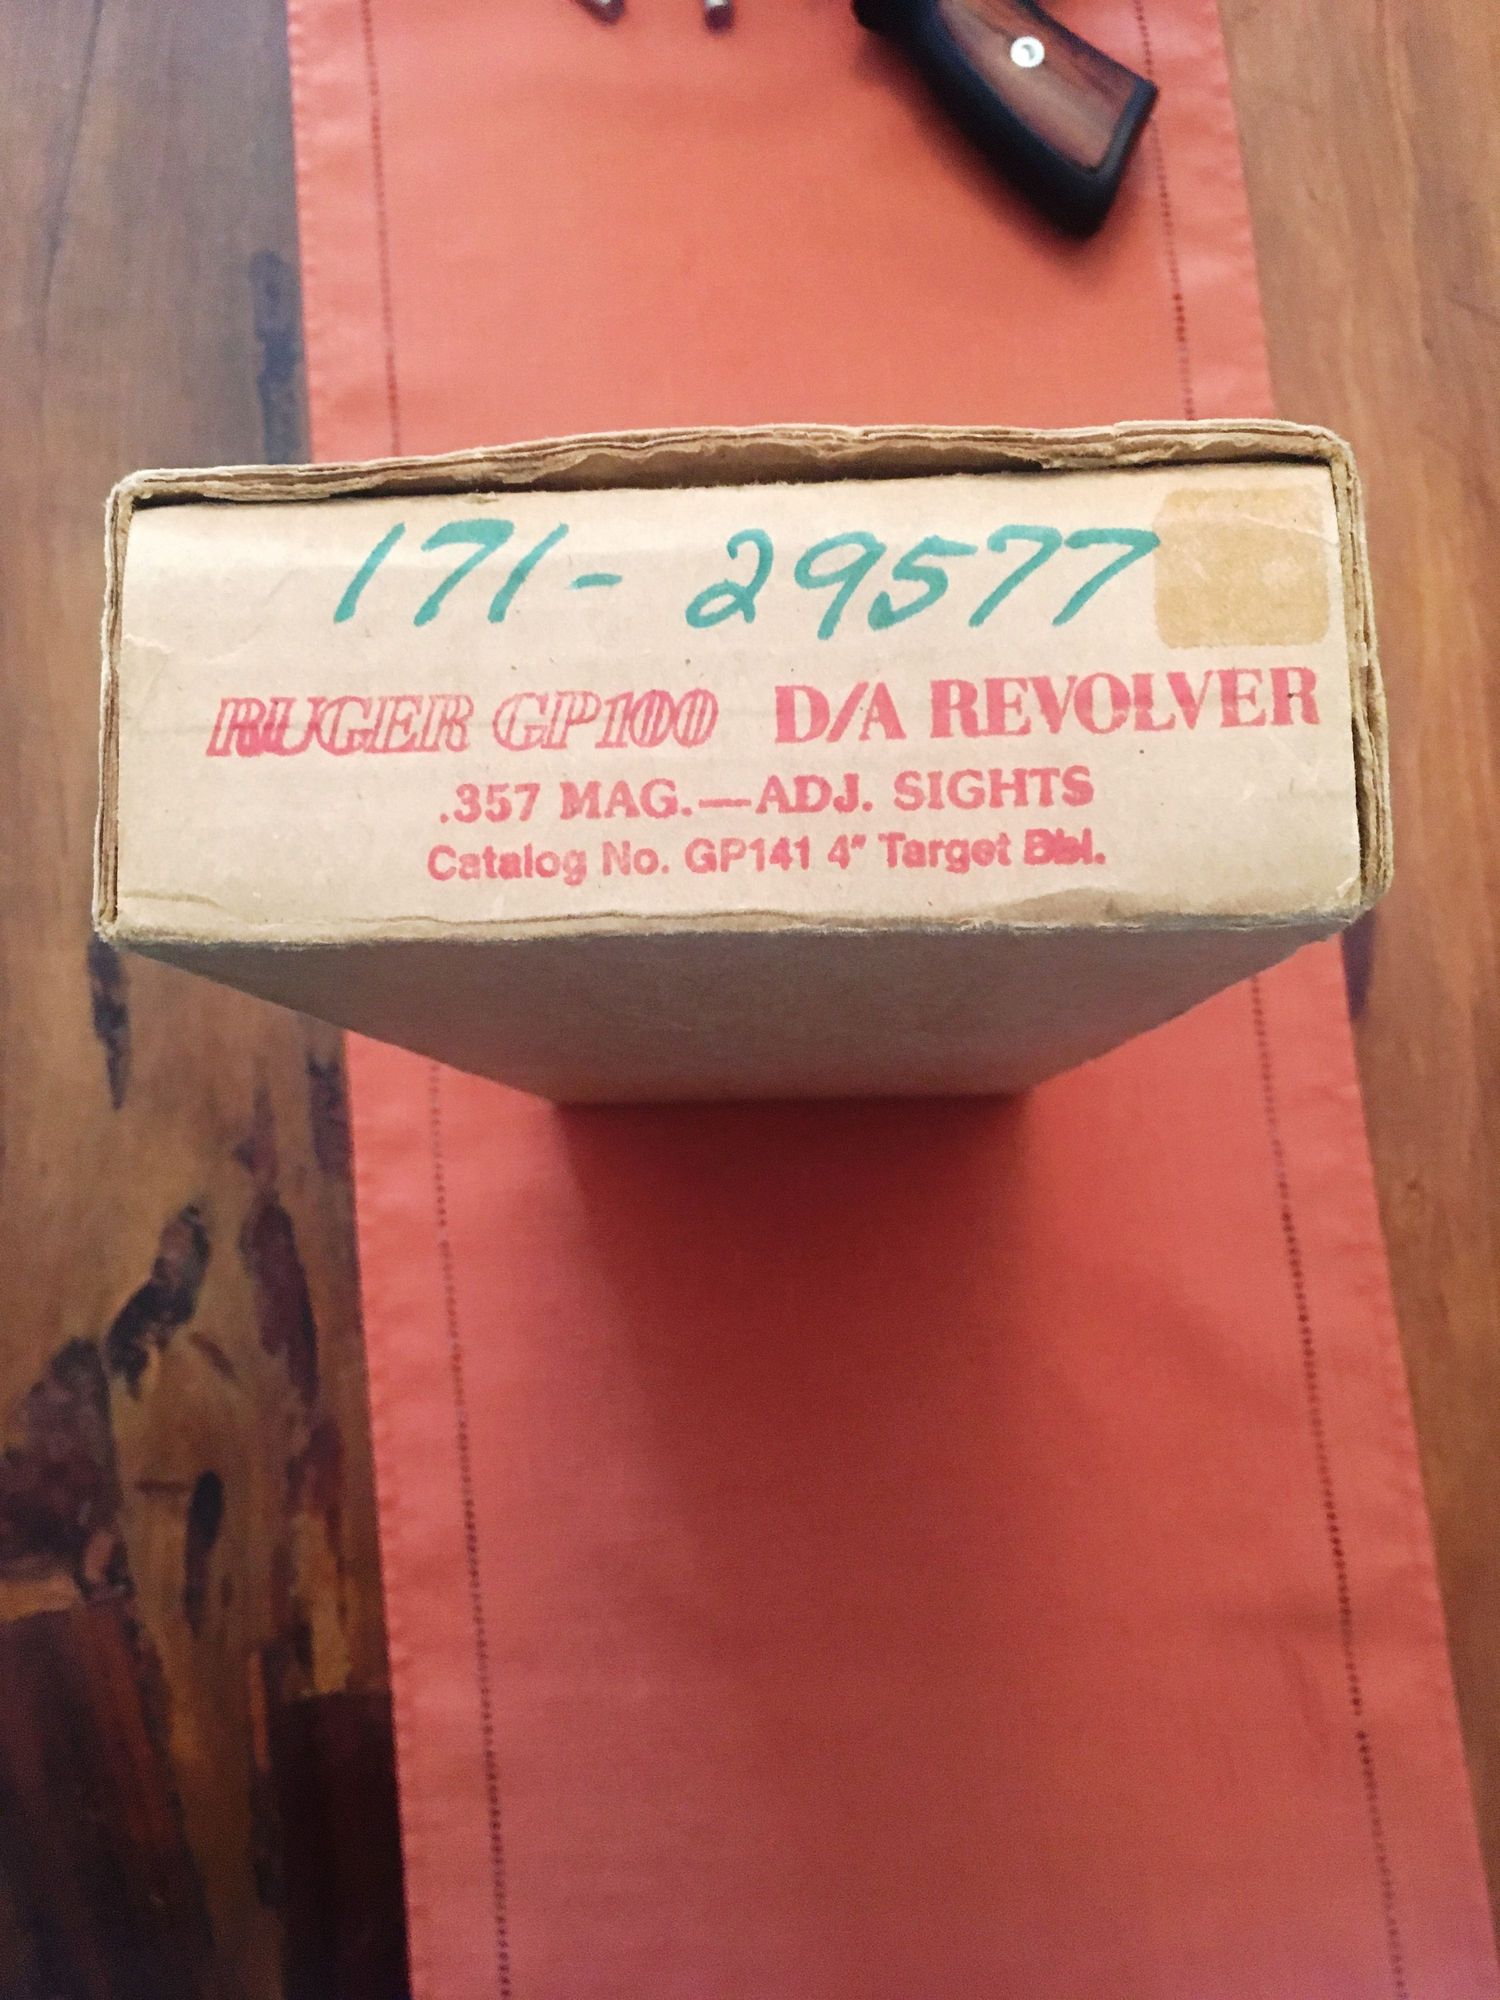 171-29577
RUGER GP100 D/A REVOLVER
.357 MAG.—ADJ. SIGHTS
Catalog No. GP141 4" Target Bbl.